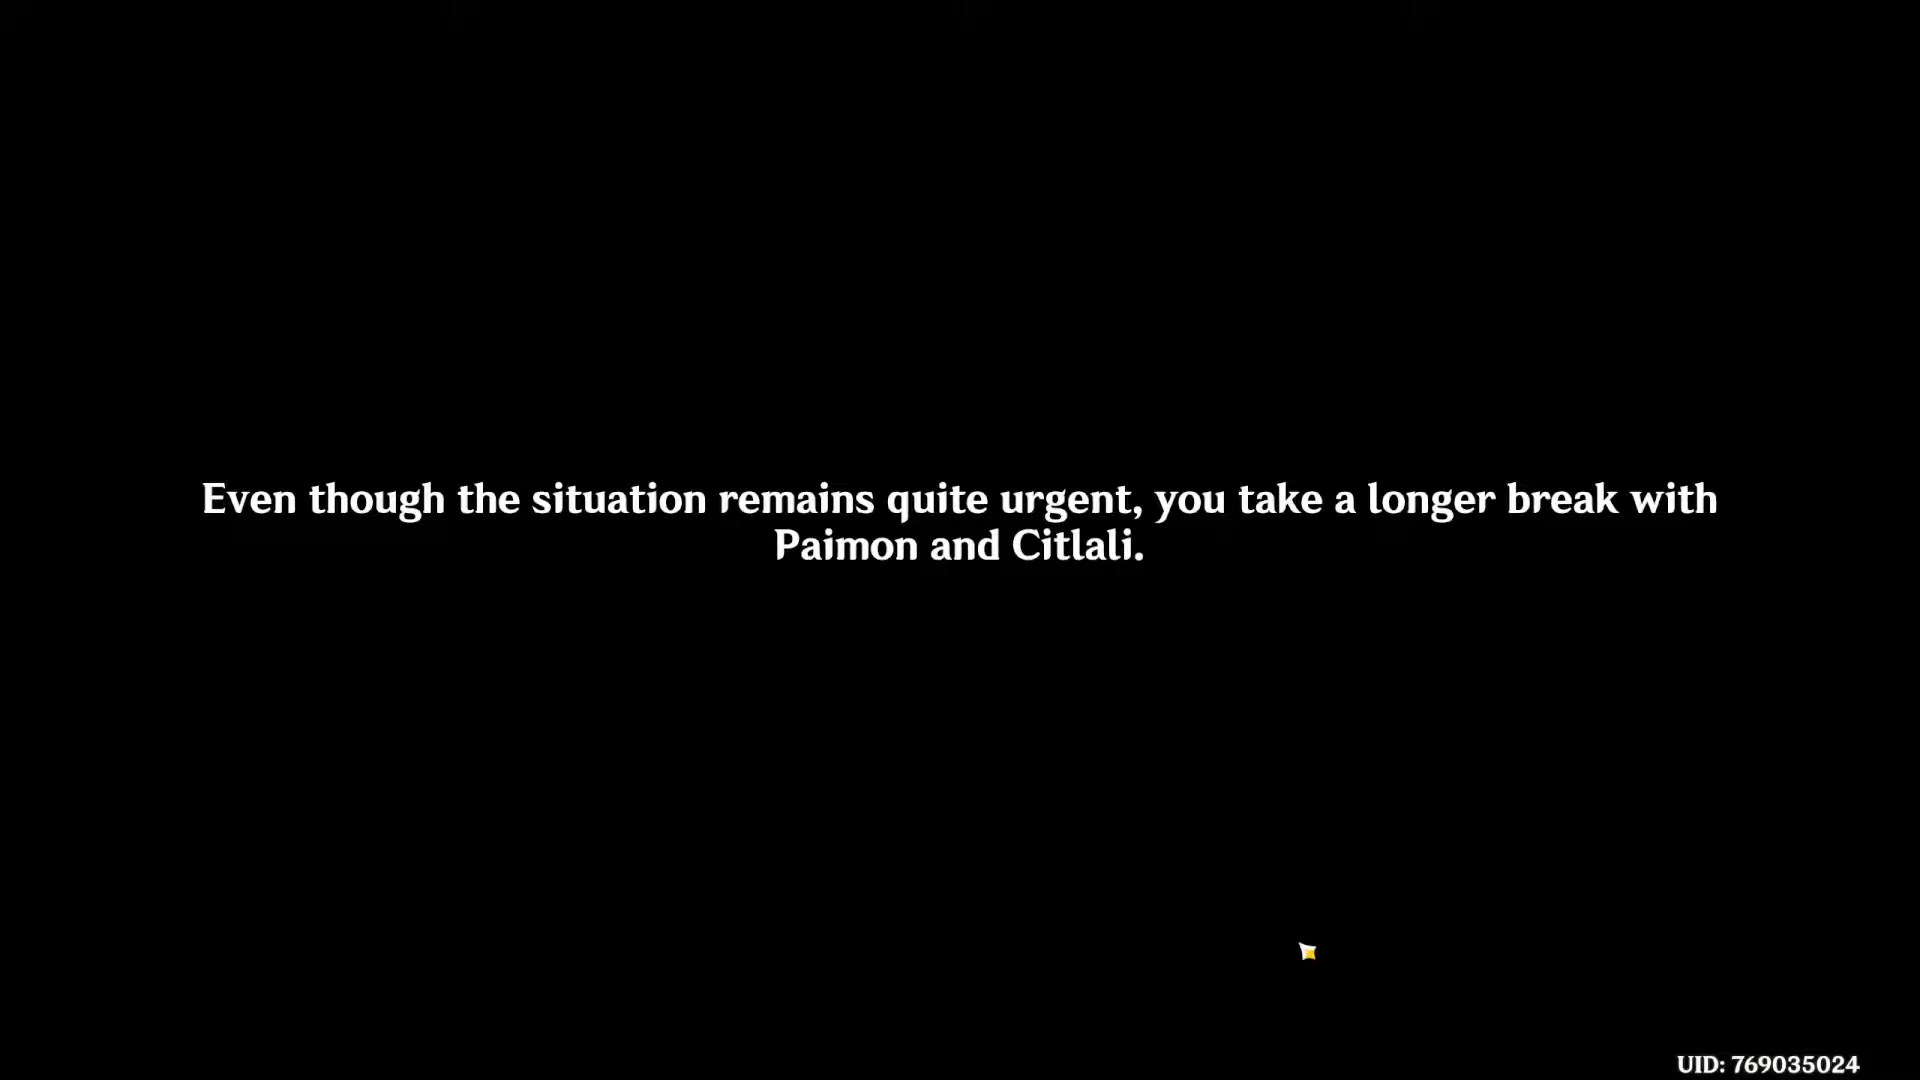 Even though the situation remains quite urgent, you take a longer break with
Paimon and Citlali.
UID: 769035024